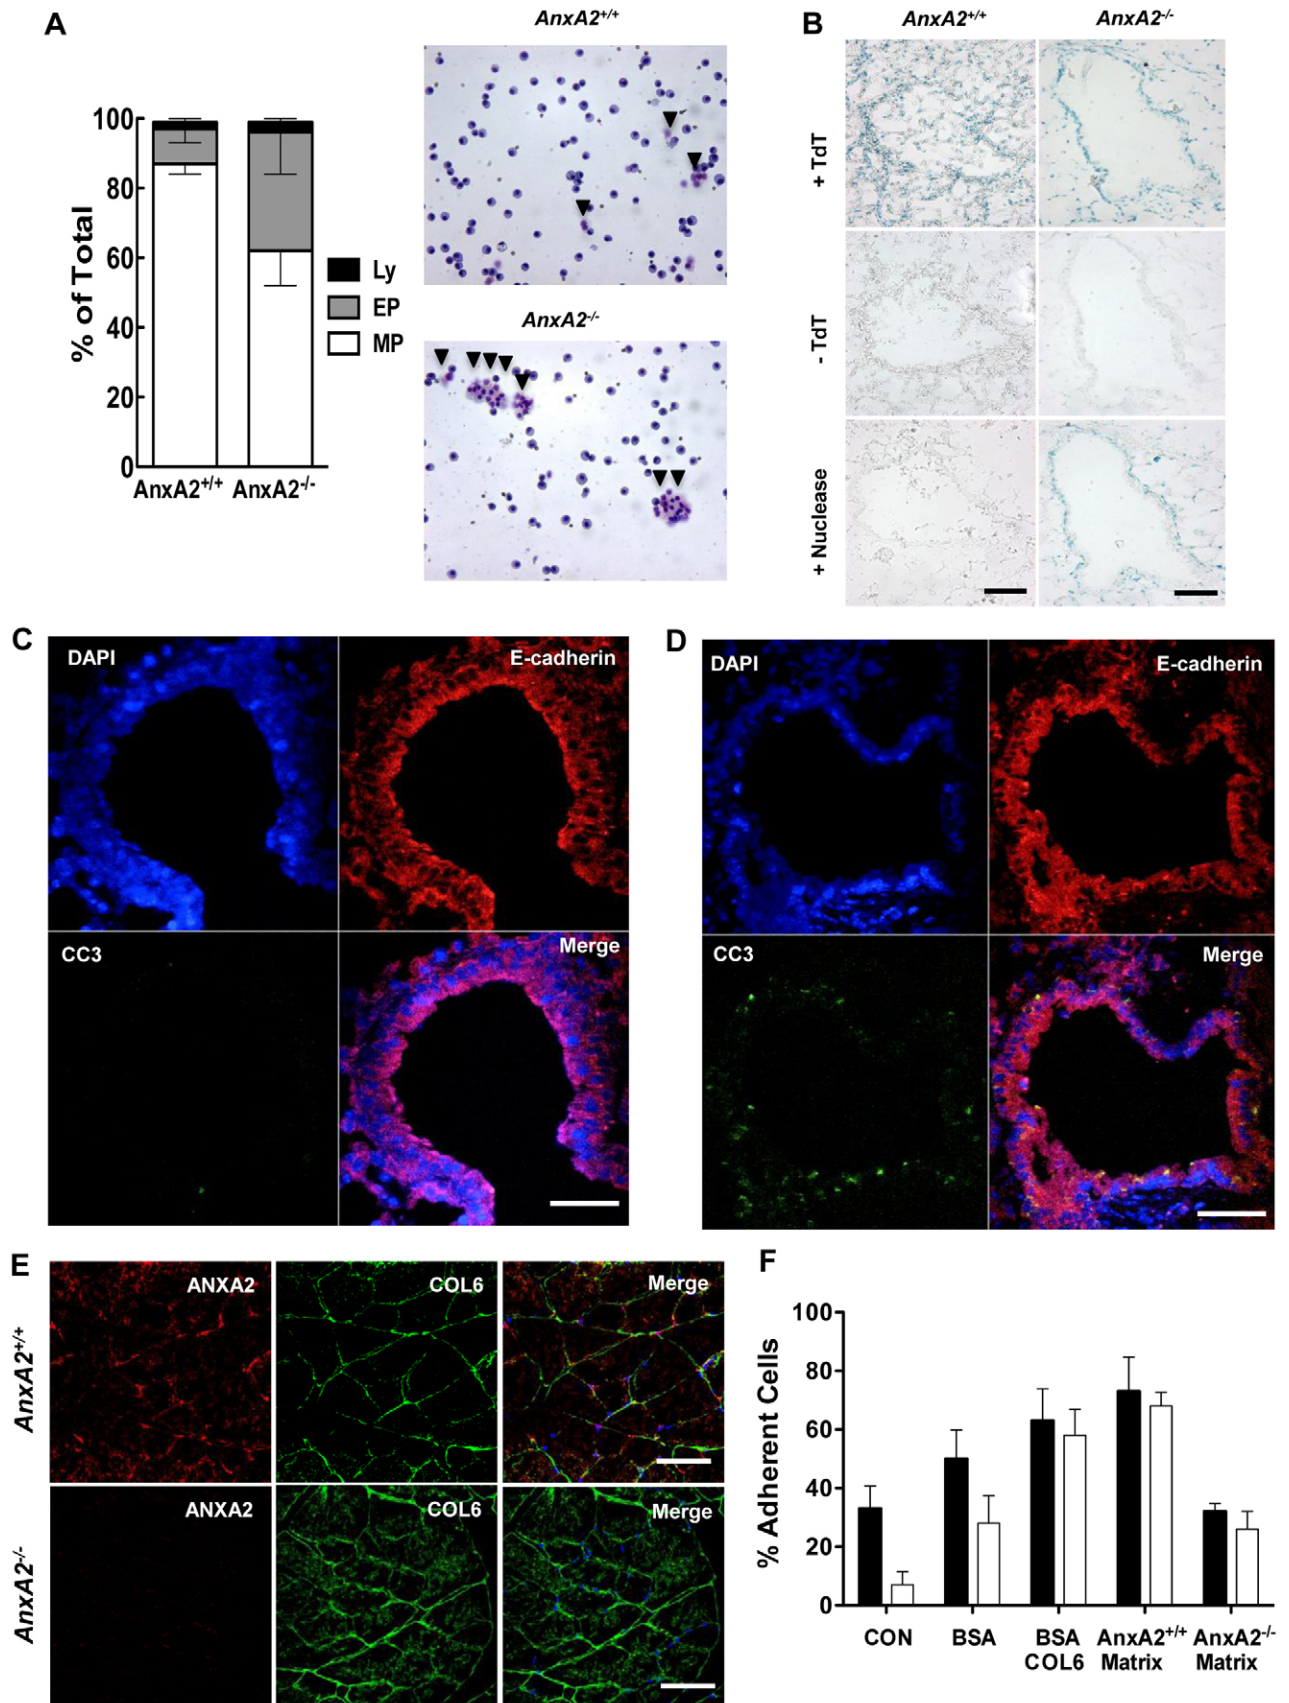 A
AnxA2+/+
100
80
60
40
20
0
% of Total
AnxA2+/+ AnxA2-/-
Ly
EP
MP
AnxA2-/-
B
AnxA2+/+ AnxA2-/-
+ TdT
- TdT
+ Nuclease
C
DAPI
E-cadherin
CC3
Merge
D
DAPI
E-cadherin
CC3
Merge
E
AnxA2+/+
ANXA2
COL6
Merge
AnxA2-/-
ANXA2
COL6
Merge
F
% Adherent Cells
100
80
60
40
20
0
CON
BSA
BSA
COL6
AnxA2+/+
Matrix
AnxA2-/-
Matrix